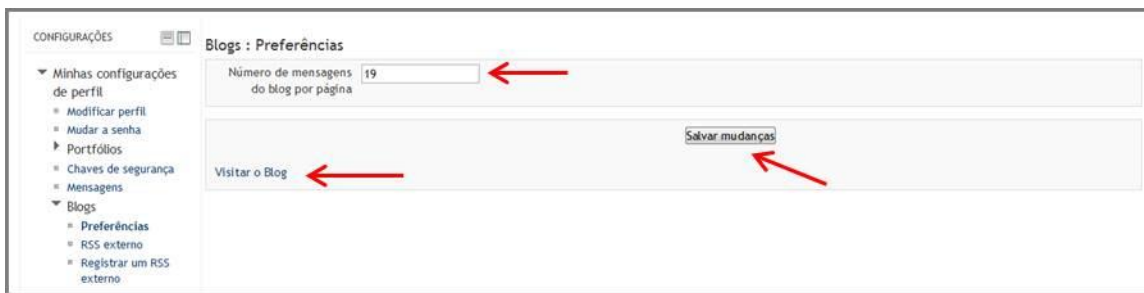 CONFIGURAÇÕES
Minhas configurações
de perfil
Modificar perfil
Mudar a senha
Portfólios
Chaves de segurança
Mensagens
Blogs
Preferências
RSS externo
Registrar um RSS
externo
Blogs : Preferências
Número de mensagens
do blog por página
19
Salvar mudanças
Visitar o Blog